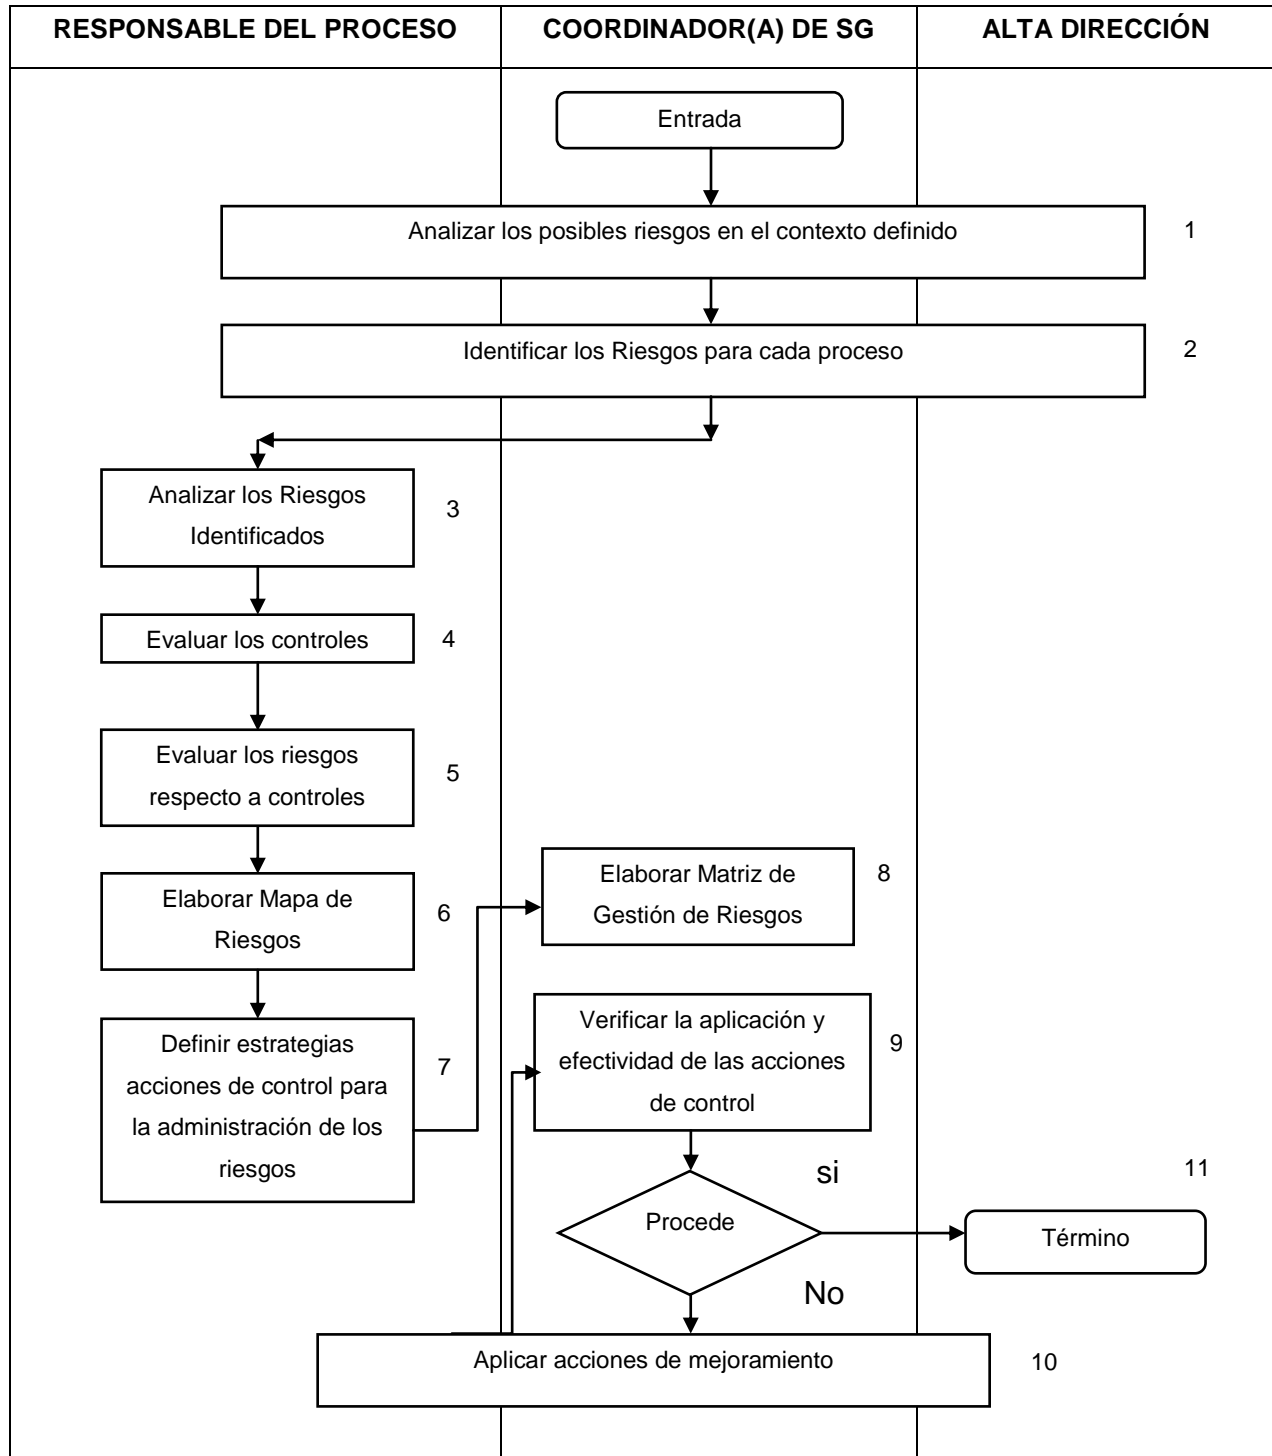 RESPONSABLE DEL PROCESO
COORDINADOR(A) DE SG
ALTA DIRECCIÓN
Entrada
Analizar los posibles riesgos en el contexto definido
1
Identificar los Riesgos para cada proceso
2
Analizar los Riesgos
Identificados
3
Evaluar los controles
4
Evaluar los riesgos
respecto a controles
5
Elaborar Mapa de
Riesgos
6
Definir estrategias
acciones de control para
la administración de los
riesgos
7
Elaborar Matriz de
Gestión de Riesgos
8
Verificar la aplicación y
efectividad de las acciones
de control
9
Procede
si
11
Término
No
Aplicar acciones de mejoramiento
10